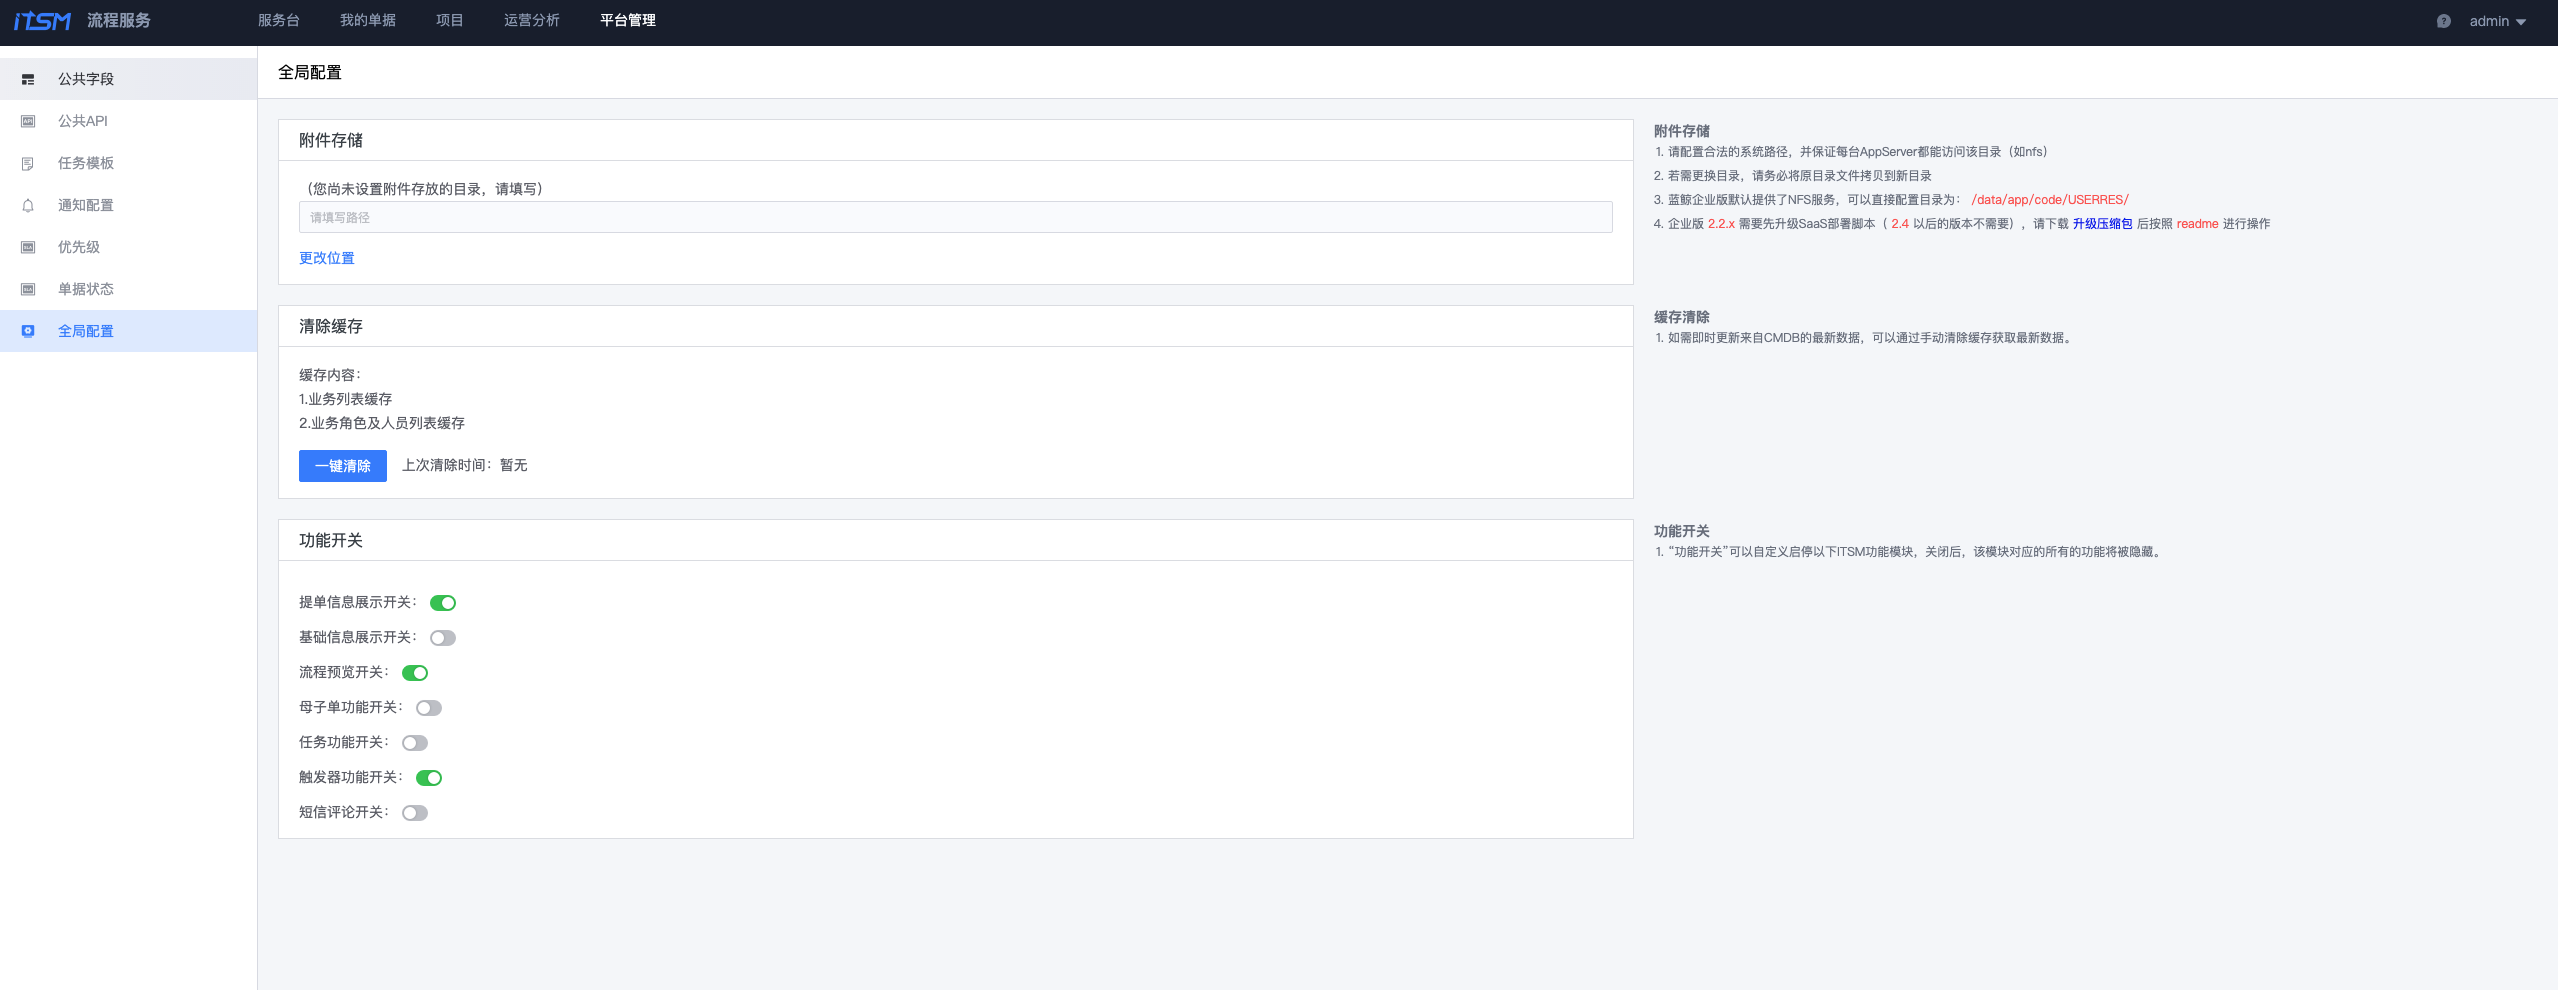 iTSM 流程服务 服务台 我的单据 项目 运营分析 平台管理 admin
公共字段
公共API
任务模板
通知配置
优先级
单据状态
全局配置
全局配置
附件存储
（您尚未设置附件存放的目录，请填写）
请填写路径
更改位置
附件存储
1. 请配置合法的系统路径，并保证每台AppServer都能访问该目录（如nfs）
2. 若需更换目录，请务必将原目录文件拷贝到新目录
3. 蓝鲸企业版默认提供了NFS服务，可以直接配置目录为： /data/app/code/USERRES/
4. 企业版 2.2.x 需要先升级SaaS部署脚本（ 2.4 以后的版本不需要），请下载 升级压缩包 后按照 readme 进行操作
清除缓存
缓存内容：
1.业务列表缓存
2.业务角色及人员列表缓存
一键清除 上次清除时间：暂无
缓存清除
1. 如需即时更新来自CMDB的最新数据，可以通过手动清除缓存获取最新数据。
功能开关
提单信息展示开关：
基础信息展示开关：
流程预览开关：
母子单功能开关：
任务功能开关：
触发器功能开关：
短信评论开关：
功能开关
1. “功能开关”可以自定义启停以下ITSM功能模块，关闭后，该模块对应的所有的功能将被隐藏。